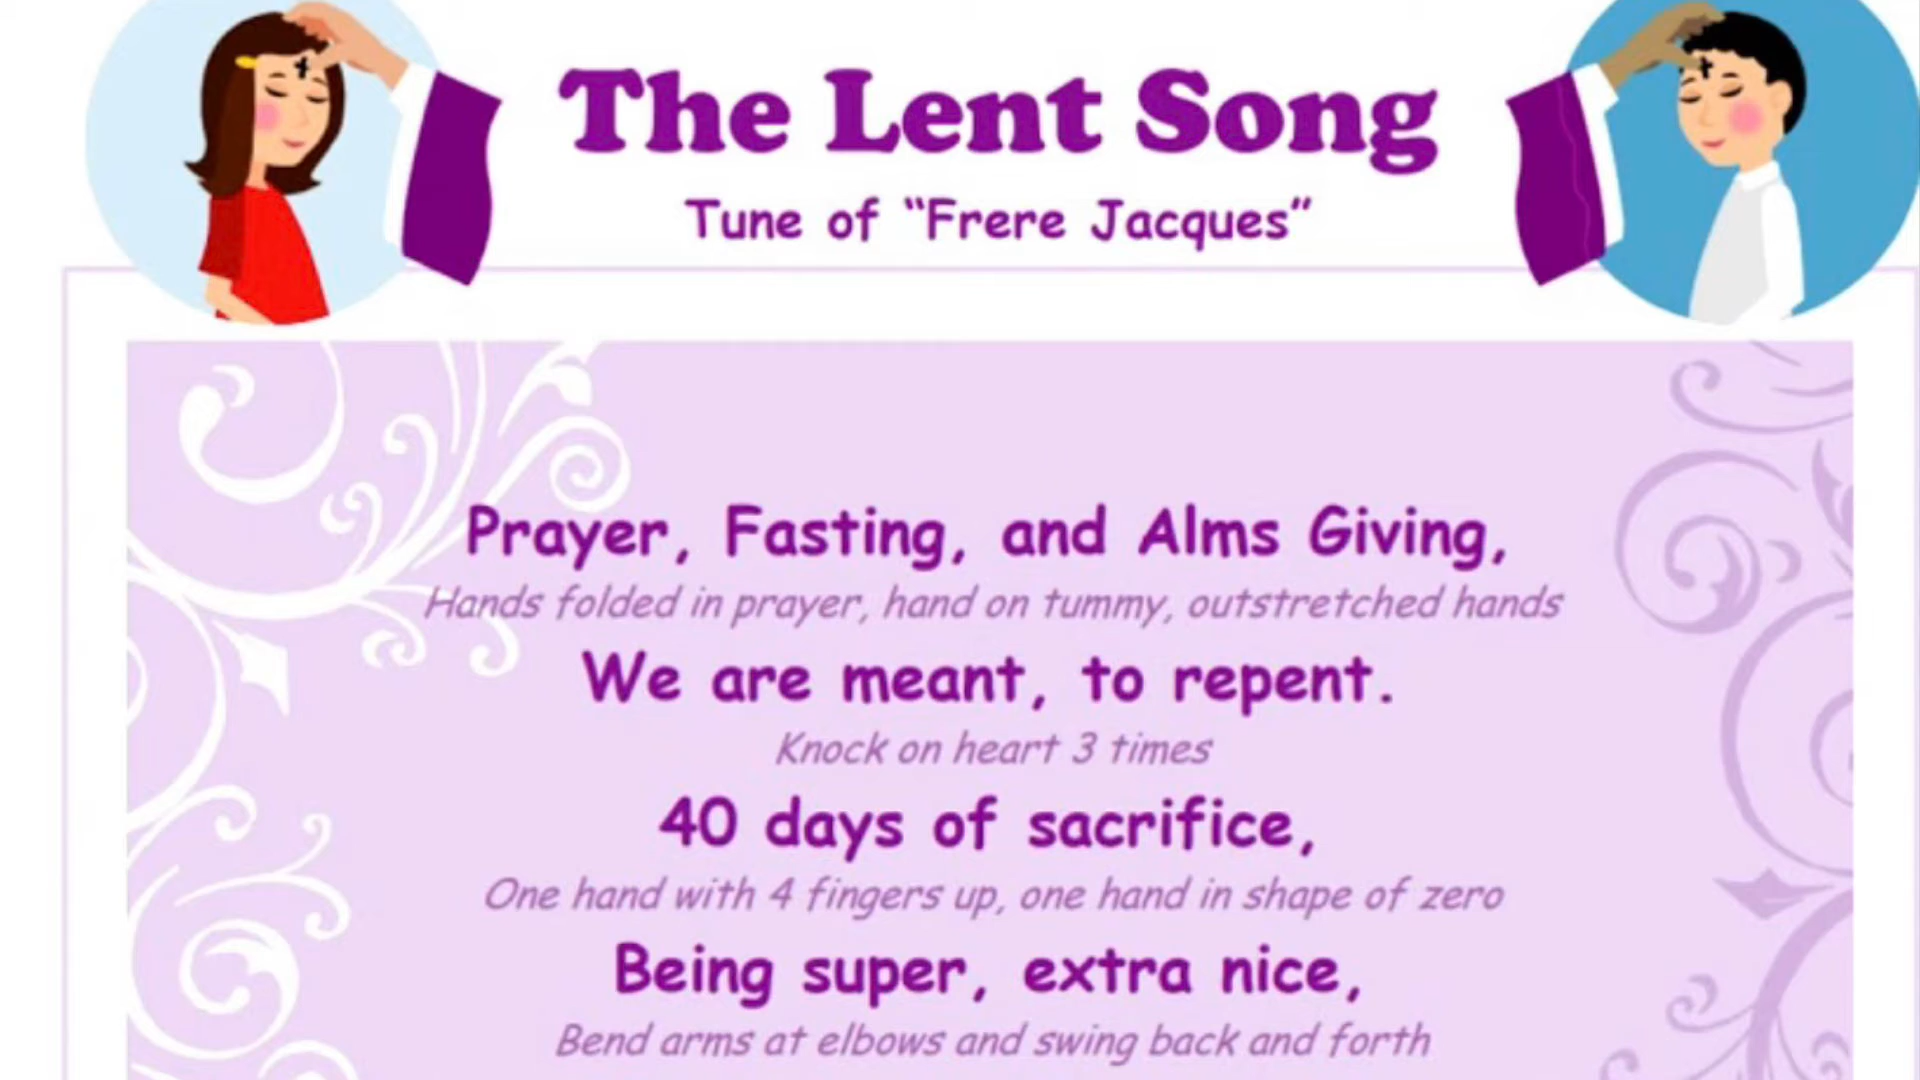 The Lent Song
Tune of “Frere Jacques”
Prayer, Fasting, and Alms Giving,
Hands folded in prayer, hand on tummy, outstretched hands
We are meant, to repent.
Knock on heart 3 times
40 days of sacrifice,
One hand with 4 fingers up, one hand in shape of zero
Being super, extra nice,
Bend arms at elbows and swing back and forth